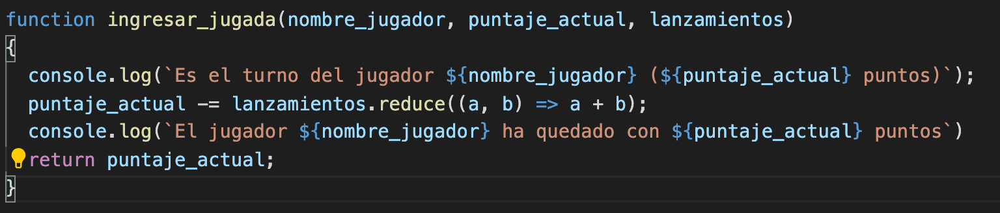 function ingresar_jugada(nombre_jugador, puntaje_actual, lanzamientos)
{
  console.log(`Es el turno del jugador ${nombre_jugador} (${puntaje_actual} puntos)`);
  puntaje_actual -= lanzamientos.reduce((a, b) => a + b);
  console.log(`El jugador ${nombre_jugador} ha quedado con ${puntaje_actual} puntos`)
  return puntaje_actual;
}